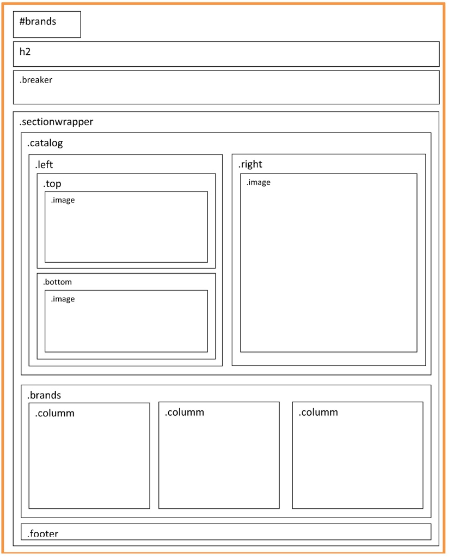 #brands
h2
.breaker
.sectionwrapper
.catalog
.left
.right
.top
.image
.image
.bottom
.image
.brands
.columm
.columm
.columm
.footer